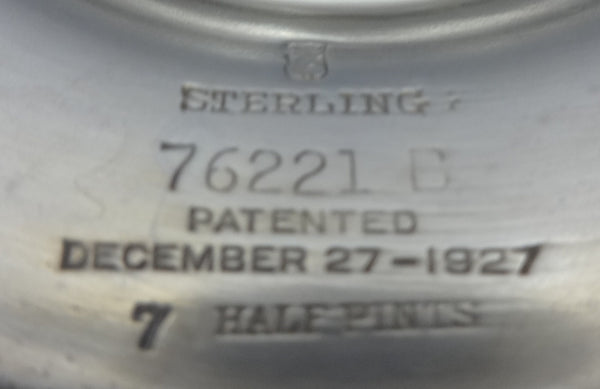 STERLING
76221 B
PATENTED
DECEMBER 27-1927
7 HALF PINTS